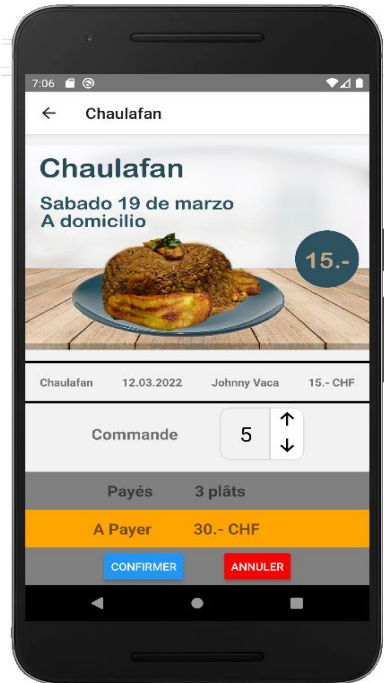 7:06
Chaulafan
Chaulafan
Sabado 19 de marzo
A domicilio
15.-
Chaulafan 12.03.2022 Johnny Vaca 15.- CHF
Commande 5
Payés 3 plâts
A Payer 30.- CHF
CONFIRMER ANNULER